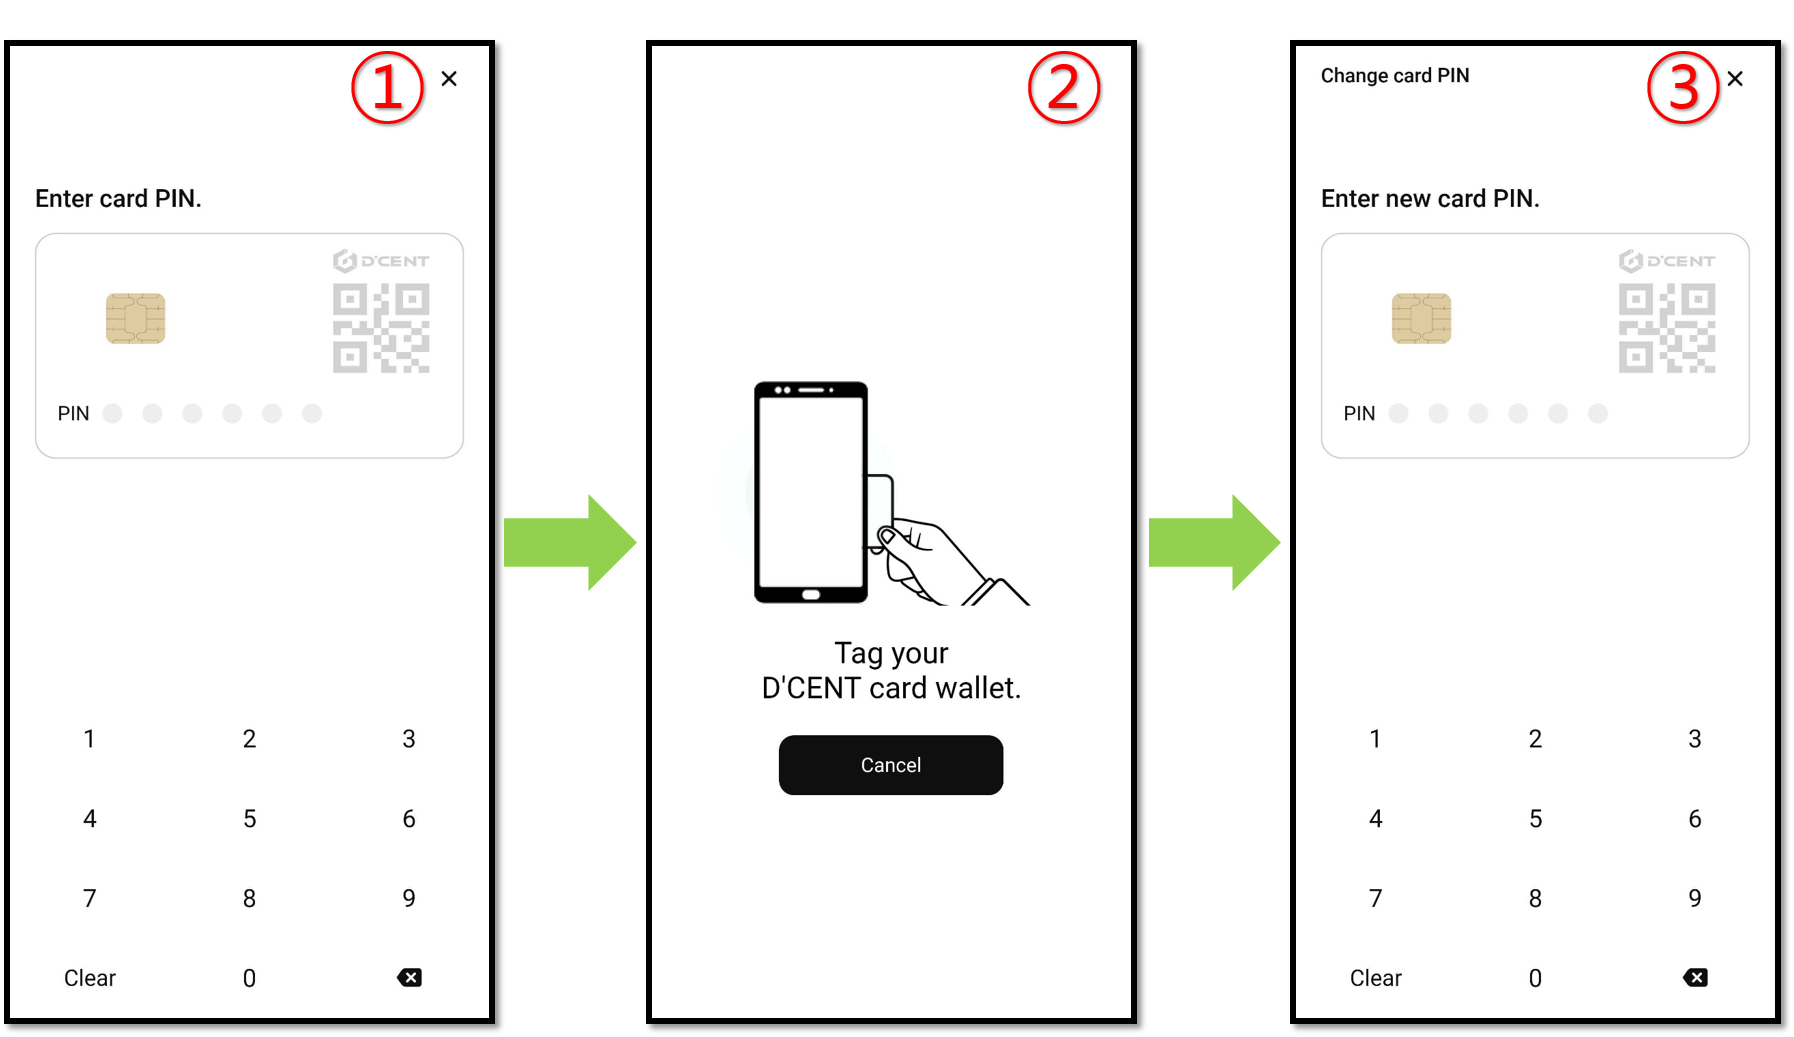 ①
Enter card PIN.
D'CENT
PIN
1 2 3
4 5 6
7 8 9
Clear 0
②
Tag your
D'CENT card wallet.
Cancel
Change card PIN
③
Enter new card PIN.
D'CENT
PIN
1 2 3
4 5 6
7 8 9
Clear 0